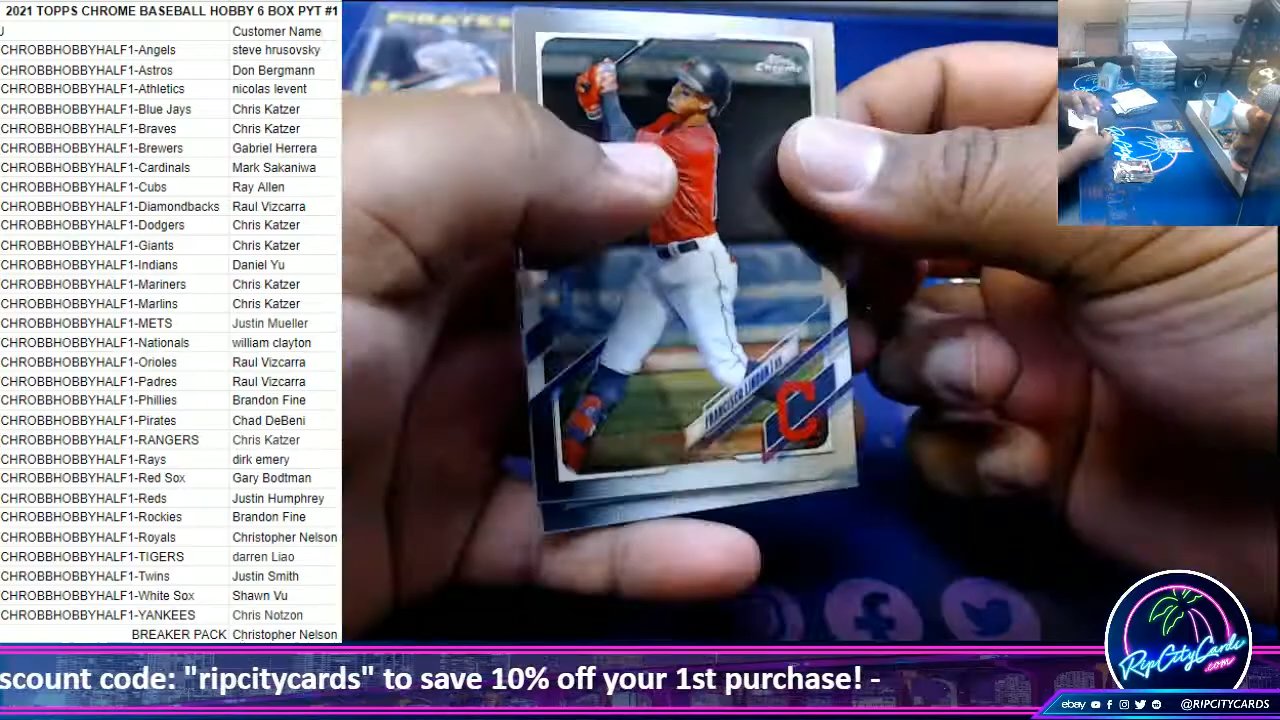 2021 TOPPS CHROME BASEBALL HOBBY 6 BOX PYT #1
Customer Name
CHROBBHOBBYHALF1-Angels steve hrusovsky
CHROBBHOBBYHALF1-Astros Don Bergmann
CHROBBHOBBYHALF1-Athletics nicolas levent
CHROBBHOBBYHALF1-Blue Jays Chris Katzer
CHROBBHOBBYHALF1-Braves Chris Katzer
CHROBBHOBBYHALF1-Brewers Gabriel Herrera
CHROBBHOBBYHALF1-Cardinals Mark Sakaniwa
CHROBBHOBBYHALF1-Cubs Ray Allen
CHROBBHOBBYHALF1-Diamondbacks Raul Vizcarra
CHROBBHOBBYHALF1-Dodgers Chris Katzer
CHROBBHOBBYHALF1-Giants Chris Katzer
CHROBBHOBBYHALF1-Indians Daniel Yu
CHROBBHOBBYHALF1-Mariners Chris Katzer
CHROBBHOBBYHALF1-Marlins Chris Katzer
CHROBBHOBBYHALF1-METS Justin Mueller
CHROBBHOBBYHALF1-Nationals william clayton
CHROBBHOBBYHALF1-Orioles Raul Vizcarra
CHROBBHOBBYHALF1-Padres Raul Vizcarra
CHROBBHOBBYHALF1-Phillies Brandon Fine
CHROBBHOBBYHALF1-Pirates Chad DeBeni
CHROBBHOBBYHALF1-RANGERS Chris Katzer
CHROBBHOBBYHALF1-Rays dirk emery
CHROBBHOBBYHALF1-Red Sox Gary Bodtman
CHROBBHOBBYHALF1-Reds Justin Humphrey
CHROBBHOBBYHALF1-Rockies Brandon Fine
CHROBBHOBBYHALF1-Royals Christopher Nelson
CHROBBHOBBYHALF1-TIGERS darren Liao
CHROBBHOBBYHALF1-Twins Justin Smith
CHROBBHOBBYHALF1-White Sox Shawn Vu
CHROBBHOBBYHALF1-YANKEES Chris Notzon
BREAKER PACK Christopher Nelson
PIRATES
Topps
Chrome
FRANCISCO LINDOR
C
RipCityCards
.com
scount code: "ripcitycards" to save 10% off your 1st purchase! -
ebay @RIPCITYCARDS